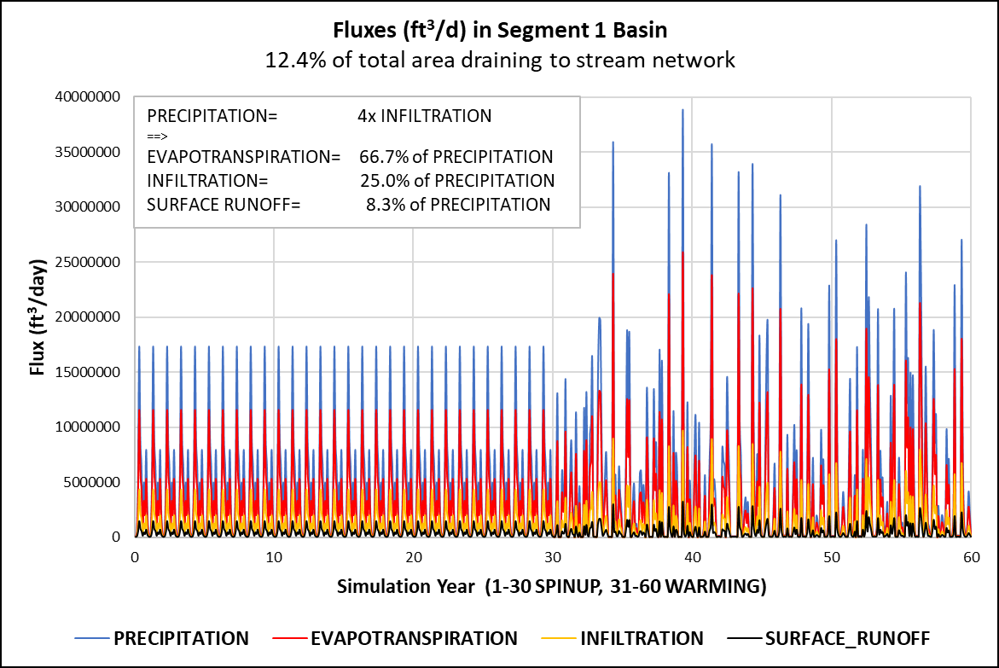 Fluxes (ft³/d) in Segment 1 Basin
12.4% of total area draining to stream network
PRECIPITATION= 4x INFILTRATION
==>
EVAPOTRANSPIRATION= 66.7% of PRECIPITATION
INFILTRATION= 25.0% of PRECIPITATION
SURFACE RUNOFF= 8.3% of PRECIPITATION
Flux (ft³/day)
40000000
35000000
30000000
25000000
20000000
15000000
10000000
5000000
0
0 10 20 30 40 50 60
Simulation Year (1-30 SPINUP, 31-60 WARMING)
PRECIPITATION EVAPOTRANSPIRATION INFILTRATION SURFACE_RUNOFF